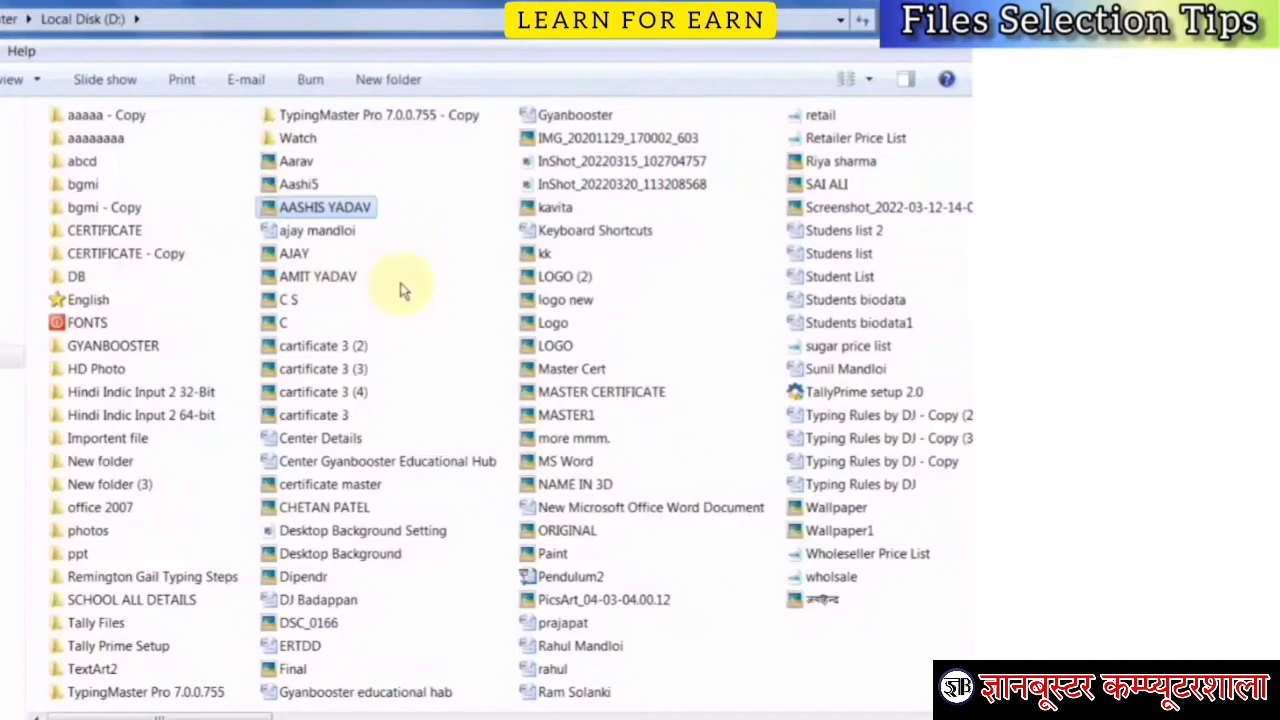 LEARN FOR EARN
Files Selection Tips
Local Disk (D:)
Help
Slide show Print E-mail Burn New folder
aaaaa - Copy
aaaaaaaa
abcd
bgmi
bgmi - Copy
CERTIFICATE
CERTIFICATE - Copy
DB
English
FONTS
GYANBOOSTER
HD Photo
Hindi Indic Input 2 32-Bit
Hindi Indic Input 2 64-bit
Importent file
New folder
New folder (3)
office 2007
photos
ppt
Remington Gail Typing Steps
SCHOOL ALL DETAILS
Tally Files
Tally Prime Setup
TextArt2
TypingMaster Pro 7.0.0.755
TypingMaster Pro 7.0.0.755 - Copy
Watch
Aarav
Aashi5
AASHIS YADAV
ajay mandloi
AJAY
AMIT YADAV
C S
C
cartificate 3 (2)
cartificate 3 (3)
cartificate 3 (4)
cartificate 3
Center Details
Center Gyanbooster Educational Hub
certificate master
CHETAN PATEL
Desktop Background Setting
Desktop Background
Dipendr
DJ Badappan
DSC_0166
ERTDD
Final
Gyanbooster educational hab
Gyanbooster
IMG_20201129_170002_603
InShot_20220315_102704757
InShot_20220320_113208568
kavita
Keyboard Shortcuts
kk
LOGO (2)
logo new
Logo
LOGO
Master Cert
MASTER CERTIFICATE
MASTER1
more mmm.
MS Word
NAME IN 3D
New Microsoft Office Word Document
ORIGINAL
Paint
Pendulum2
PicsArt_04-03-04.00.12
prajapat
Rahul Mandloi
rahul
Ram Solanki
retail
Retailer Price List
Riya sharma
SAI ALI
Screenshot_2022-03-12-14-0
Studens list 2
Studens list
Student List
Students biodata
Students biodata1
sugar price list
Sunil Mandloi
TallyPrime setup 2.0
Typing Rules by DJ - Copy (2
Typing Rules by DJ - Copy (3
Typing Rules by DJ - Copy
Typing Rules by DJ
Wallpaper
Wallpaper1
Wholeseller Price List
wholsale
जयहिन्द
ज्ञानबूस्टर कम्प्यूटरशाला